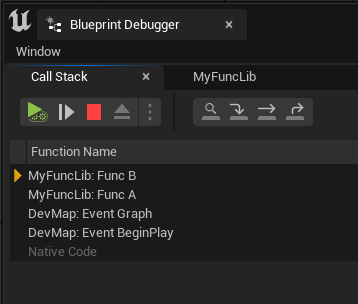 Blueprint Debugger
Window
Call Stack
MyFuncLib
Function Name
MyFuncLib: Func B
MyFuncLib: Func A
DevMap: Event Graph
DevMap: Event BeginPlay
Native Code